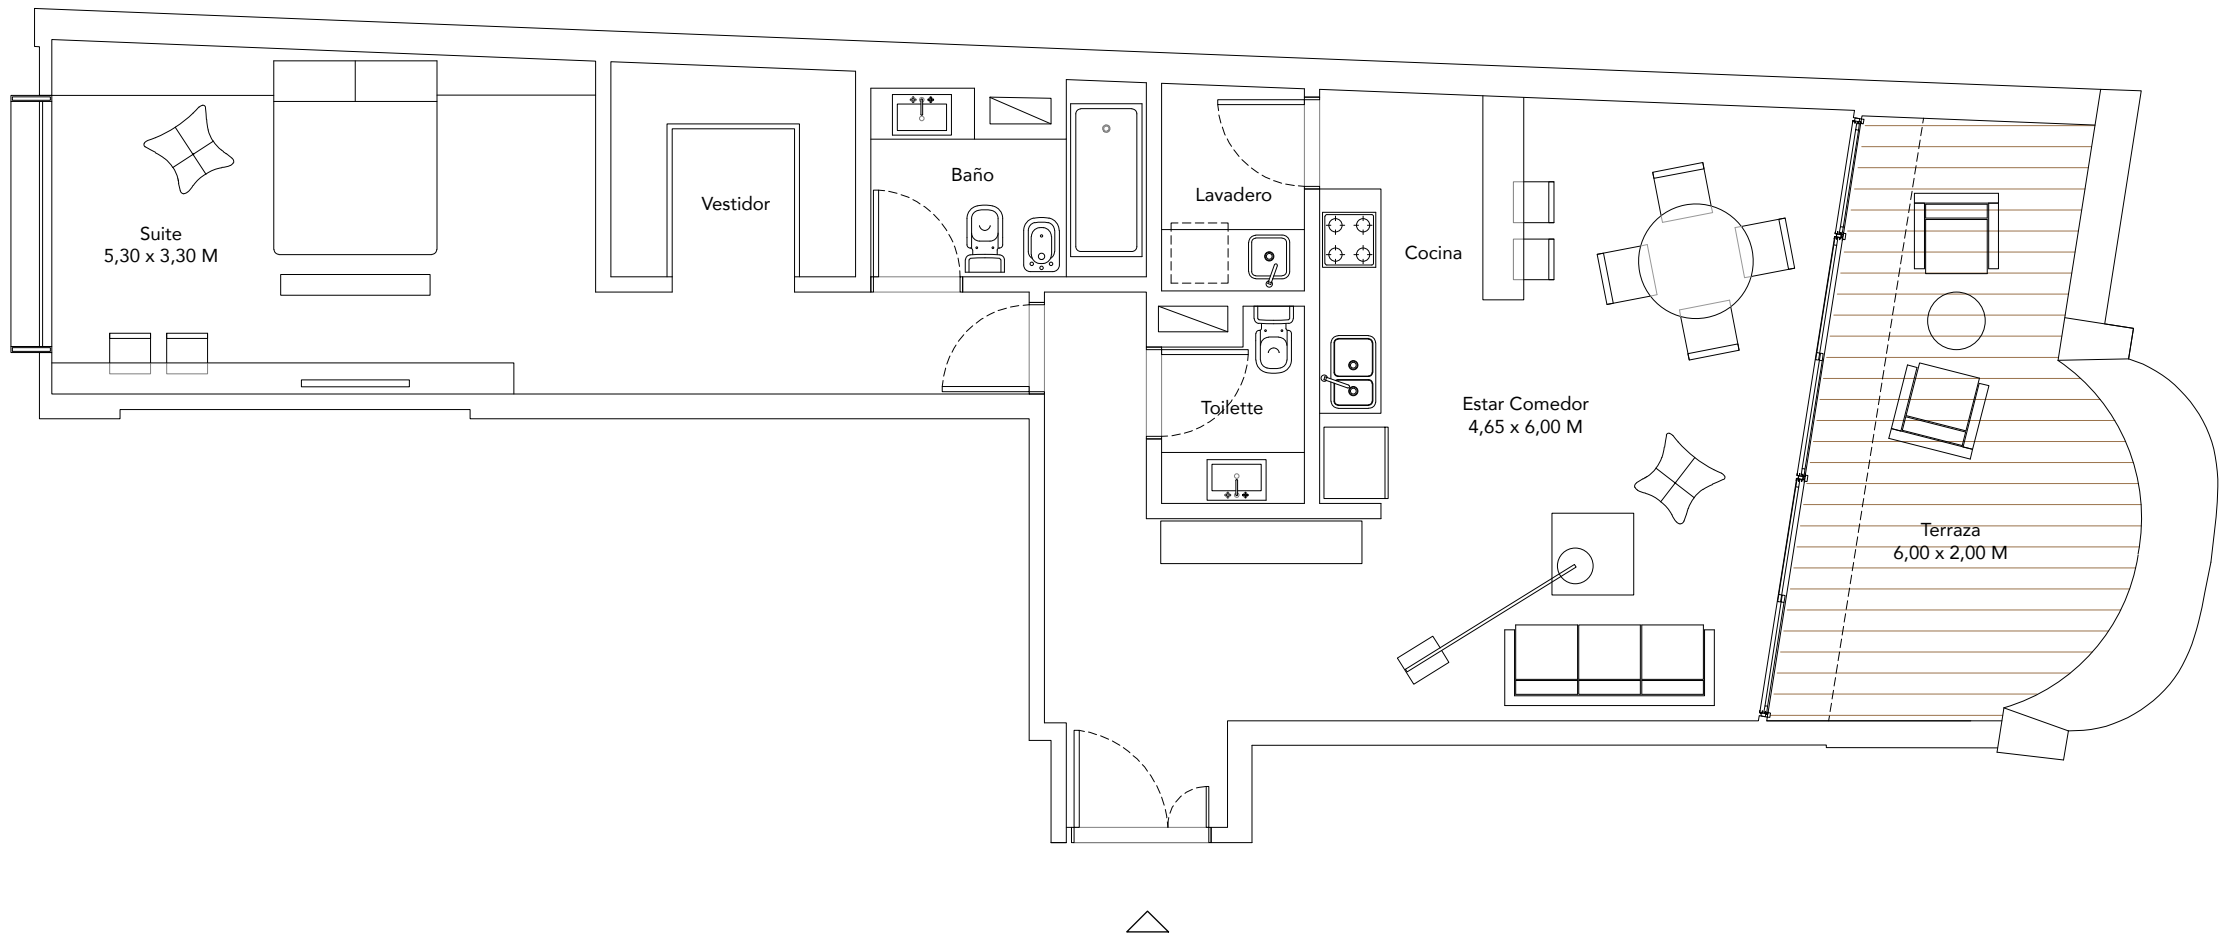 Suite
5,30 x 3,30 M
Vestidor
Baño
Lavadero
Cocina
Toilette
Estar Comedor
4,65 x 6,00 M
Terraza
6,00 x 2,00 M